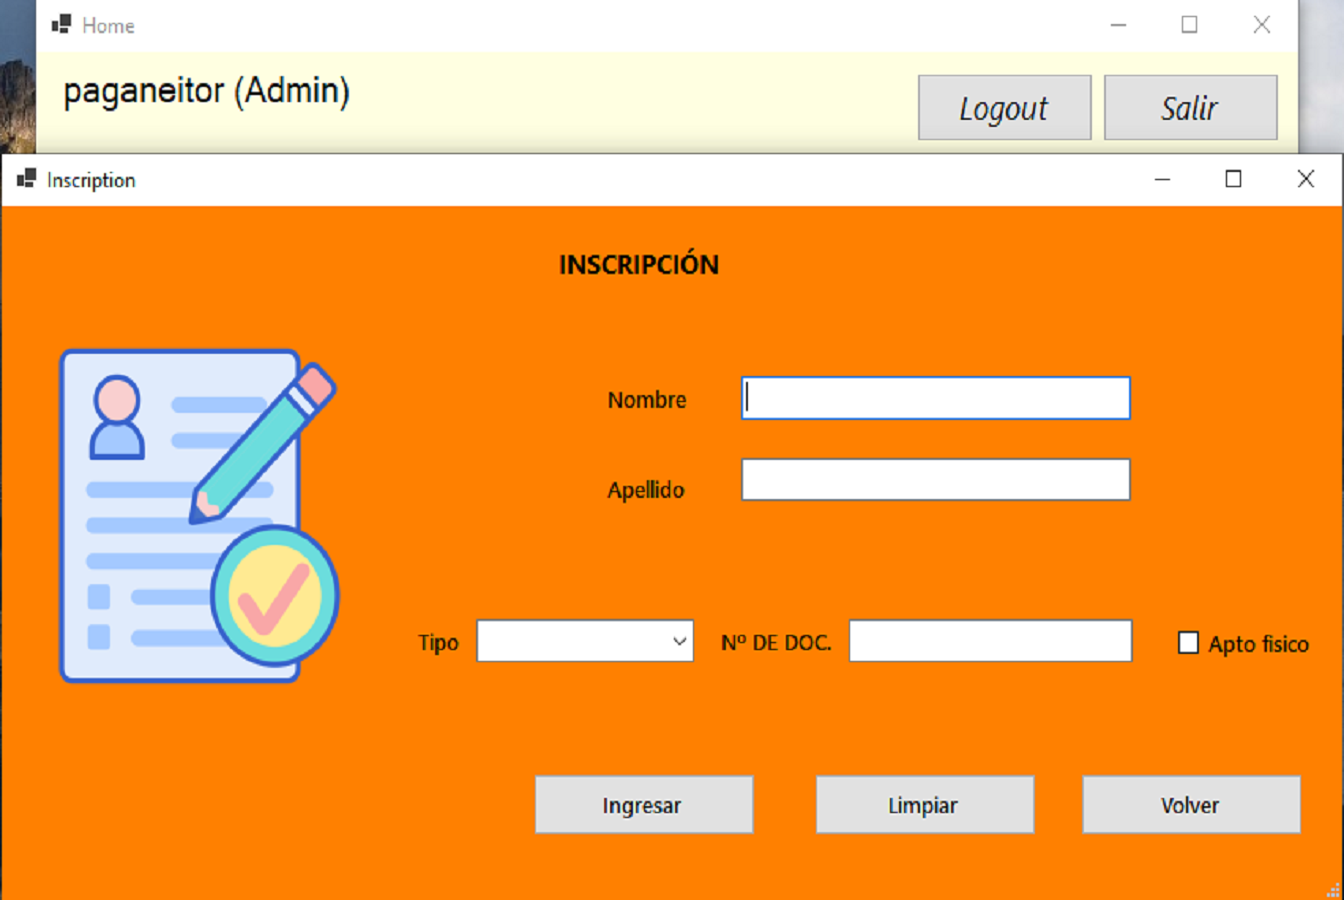 Home
paganeitor (Admin)
Logout
Salir
Inscription
INSCRIPCIÓN
Nombre
Apellido
Tipo
Nº DE DOC.
Apto fisico
Ingresar
Limpiar
Volver